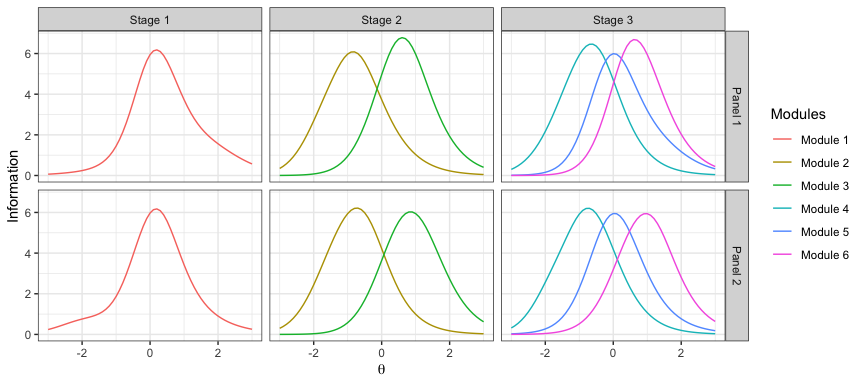 Stage 1
Stage 2
Stage 3
Information
6
4
2
0
Panel 1
6
4
2
0
Panel 2
-2
0
2
-2
0
2
-2
0
2
θ
Modules
Module 1
Module 2
Module 3
Module 4
Module 5
Module 6